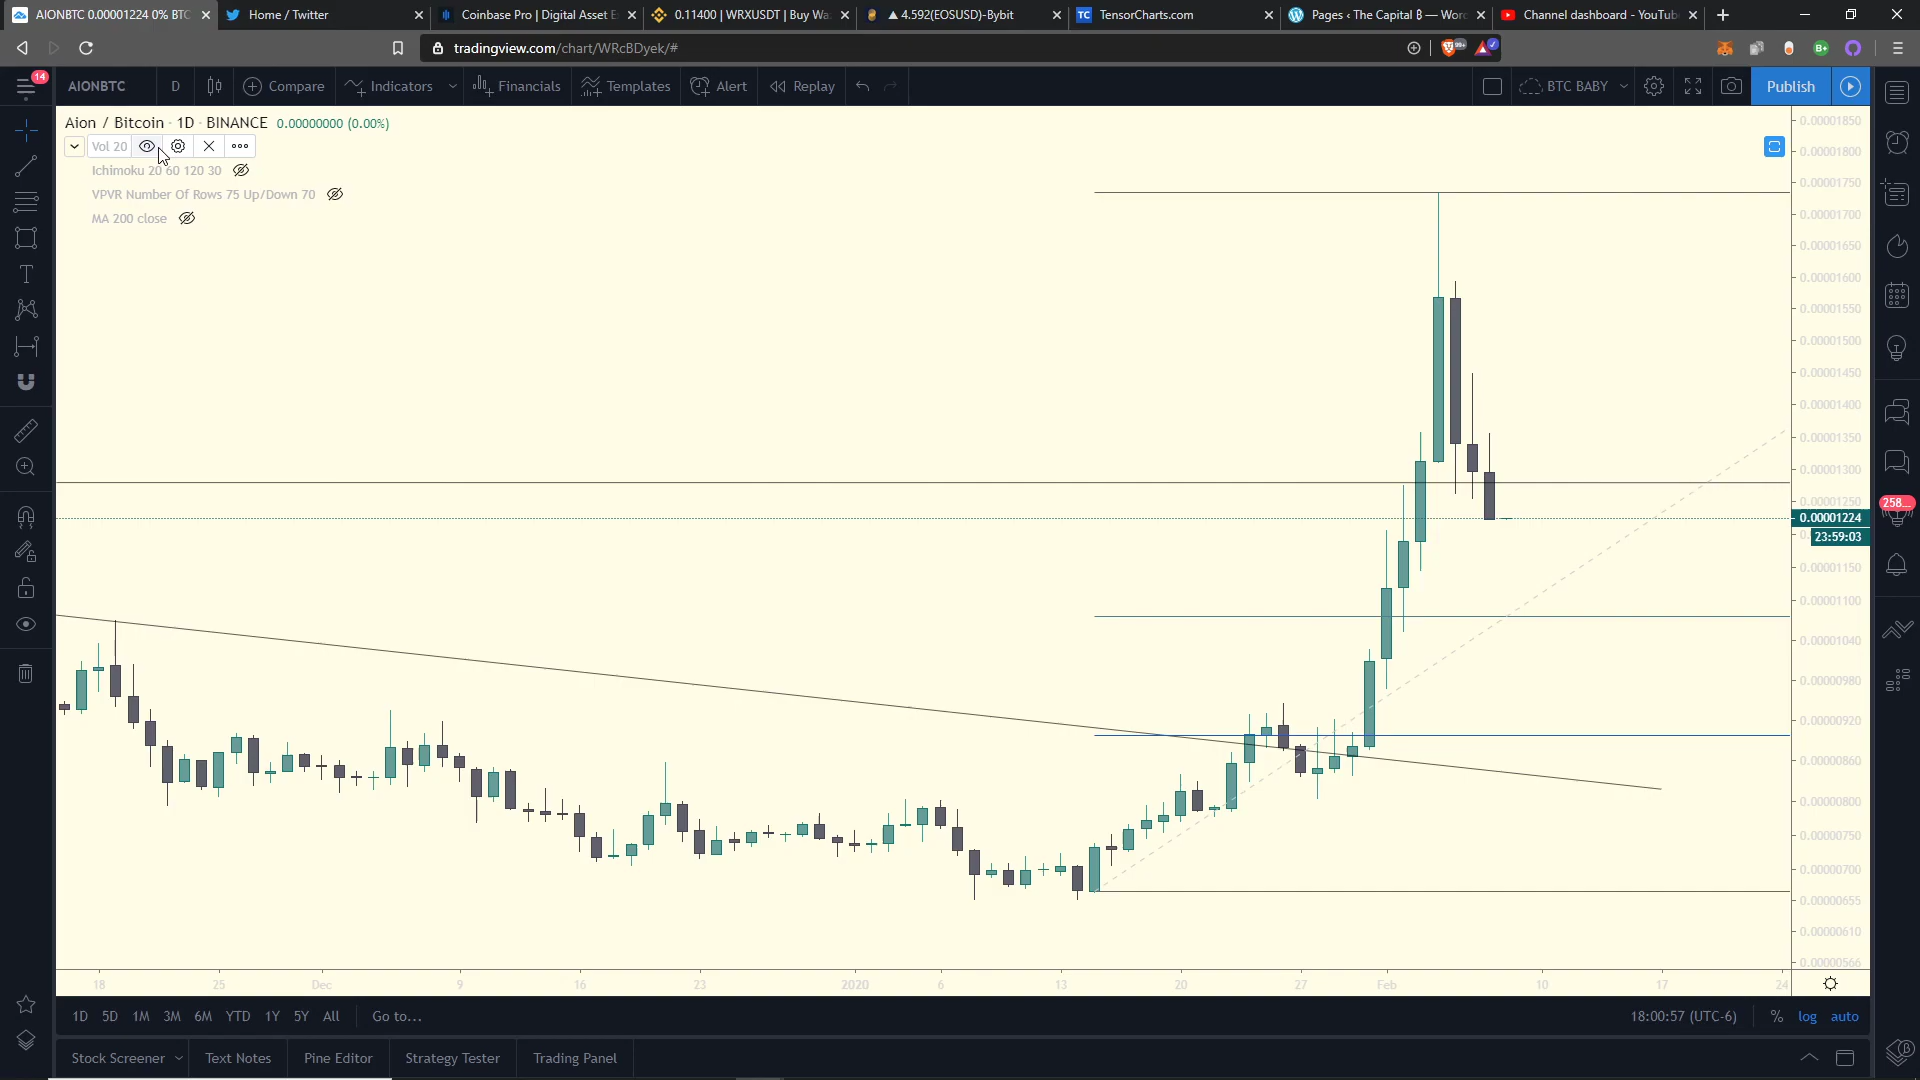 AIONBTC 0.00001224 0% BTC
Home / Twitter
Coinbase Pro | Digital Asset E
0.11400 | WRXUSDT | Buy Wa
▲ 4.592(EOSUSD)-Bybit
TC TensorCharts.com
Pages ‹ The Capital ₿ — Wor
Channel dashboard - YouTub
tradingview.com/chart/WRcBDyek/#
99+
B+
14
AIONBTC
D
Compare
Indicators
Financials
Templates
Alert
Replay
BTC BABY
Publish
Aion / Bitcoin · 1D · BINANCE 0.00000000 (0.00%)
Vol 20
Ichimoku 20 60 120 30
VPVR Number Of Rows 75 Up/Down 70
MA 200 close
T
0.00001850
0.00001800
0.00001750
0.00001700
0.00001650
0.00001600
0.00001550
0.00001500
0.00001450
0.00001400
0.00001350
0.00001300
0.00001250
0.00001224
23:59:03
0.00001150
0.00001100
0.00001040
0.00000980
0.00000920
0.00000860
0.00000800
0.00000750
0.00000700
0.00000655
0.00000610
0.00000566
258...
18 25 Dec 9 16 23 2020 6 13 20 27 Feb 10 17 24
1D 5D 1M 3M 6M YTD 1Y 5Y All Go to... 18:00:57 (UTC-6) % log auto
Stock Screener Text Notes Pine Editor Strategy Tester Trading Panel